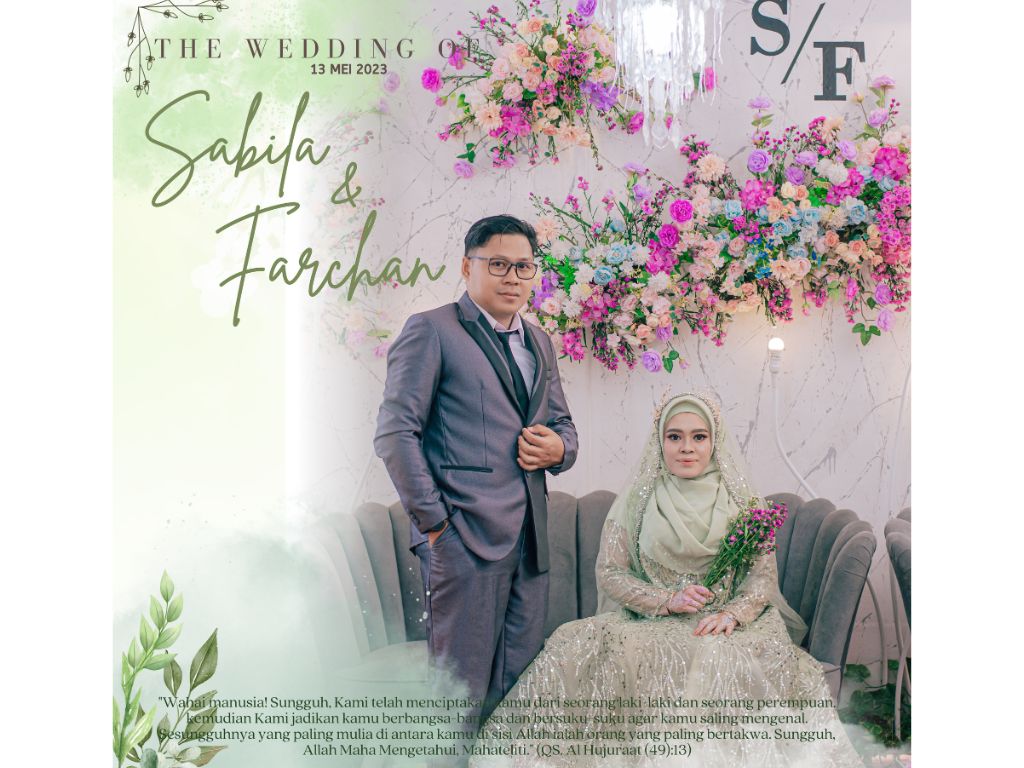 THE WEDDING OF
13 MEI 2023
Sabila
&
Farchan
S/F
"Wahai manusia! Sungguh, Kami telah menciptakan kamu dari seorang laki-laki dan seorang perempuan,
kemudian Kami jadikan kamu berbangsa-bangsa dan bersuku-suku agar kamu saling mengenal.
Sesungguhnya yang paling mulia di antara kamu di sisi Allah ialah orang yang paling bertakwa. Sungguh,
Allah Maha Mengetahui, Mahateliti." (QS. Al Hujuraat (49):13)